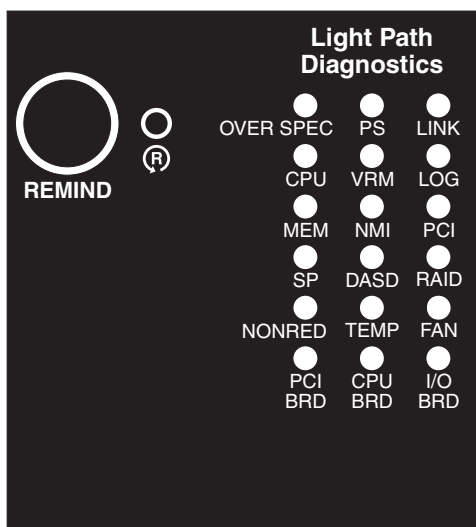 Light Path
Diagnostics
OVER SPEC PS LINK
R
REMIND
CPU VRM LOG
MEM NMI PCI
SP DASD RAID
NONRED TEMP FAN
PCI CPU I/O
BRD BRD BRD